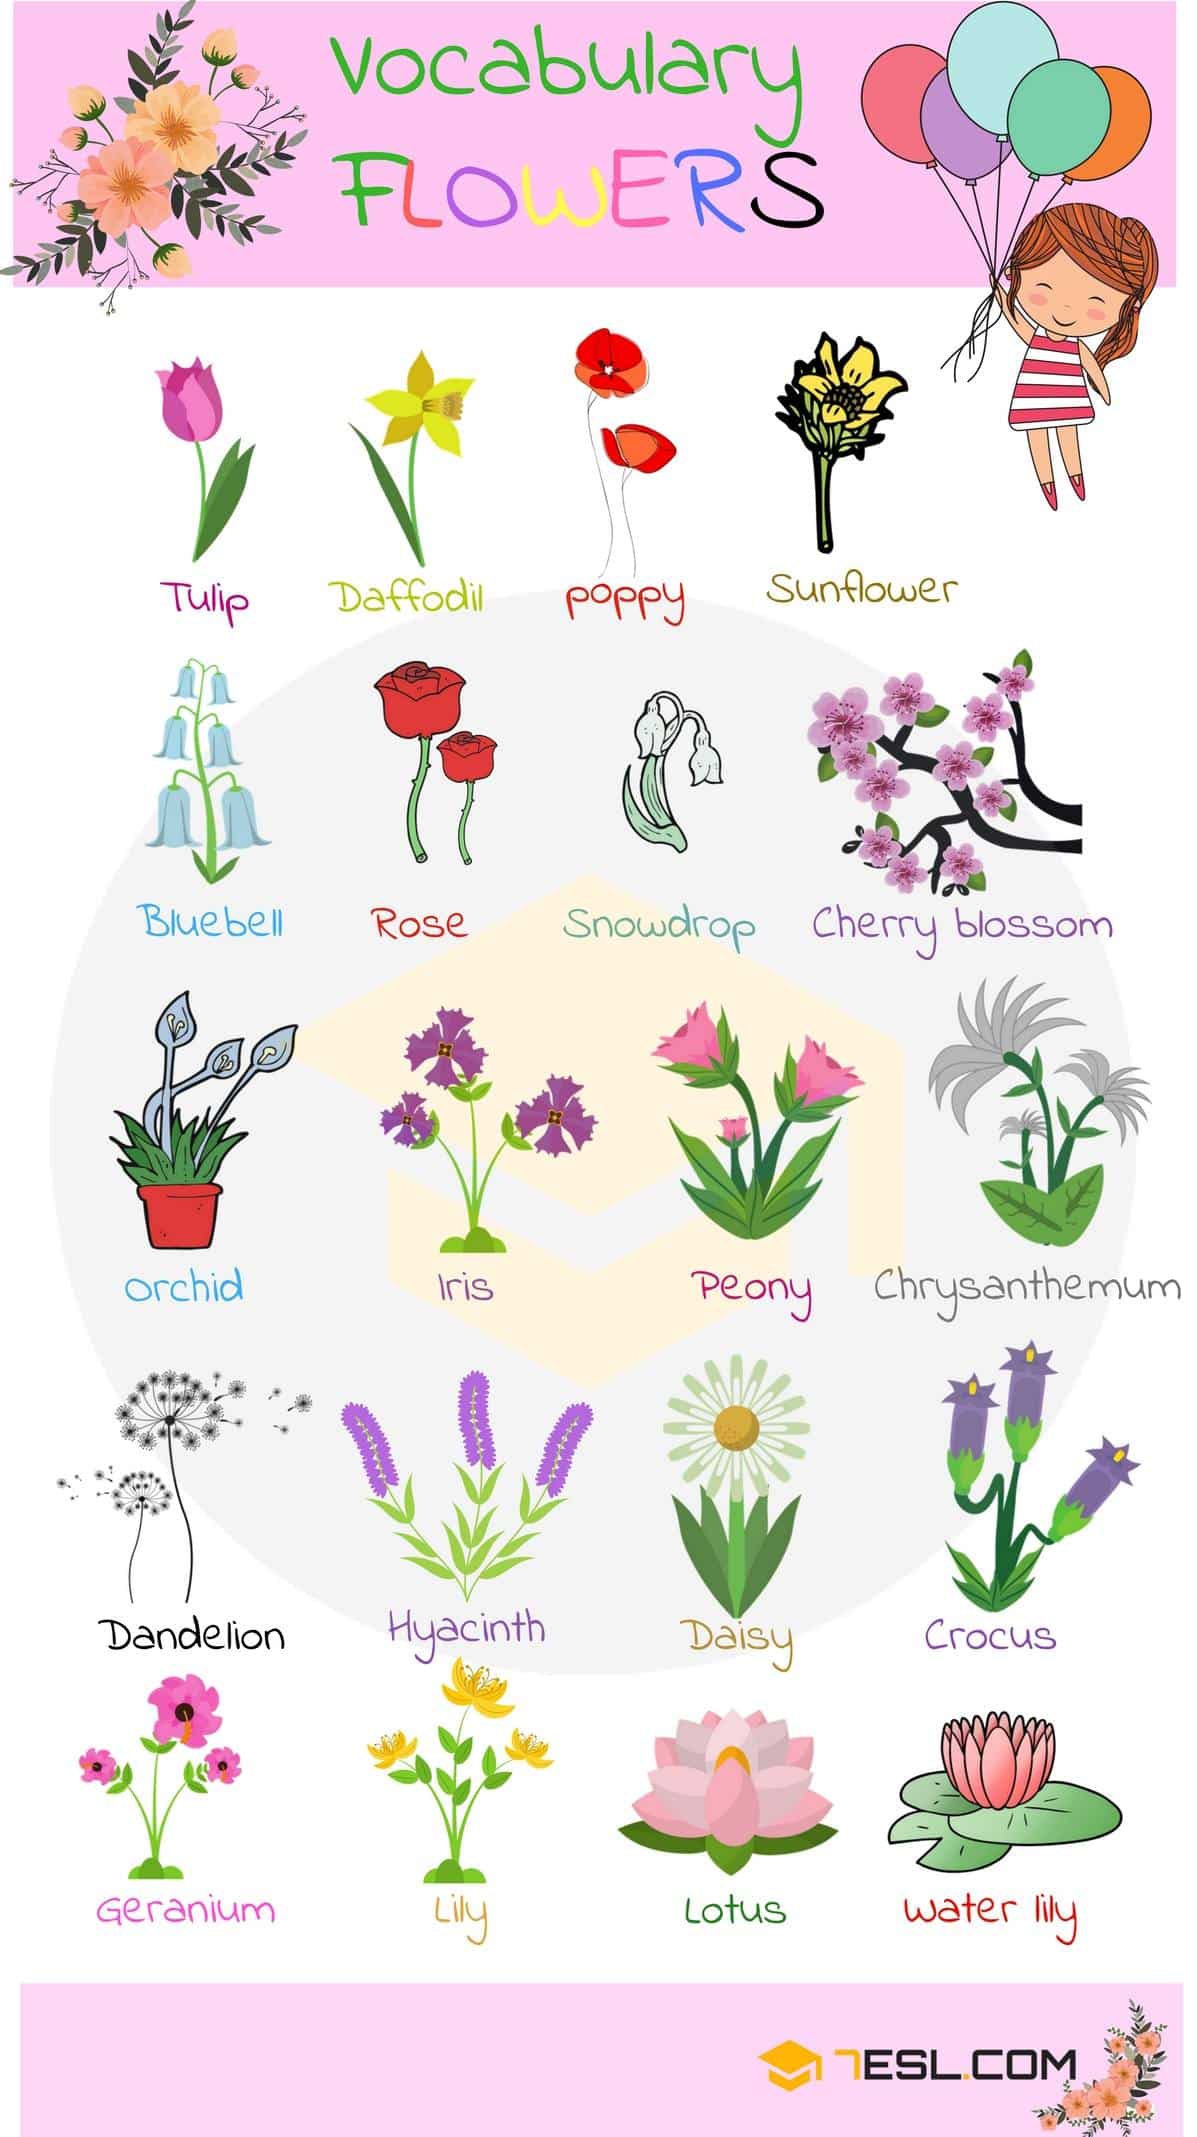 Vocabulary
FLOWERS
Tulip
Daffodil
poppy
Sunflower
Bluebell
Rose
Snowdrop
Cherry blossom
Orchid
Iris
Peony
Chrysanthemum
Dandelion
Hyacinth
Daisy
Crocus
Geranium
Lily
Lotus
Water lily
7ESL.COM